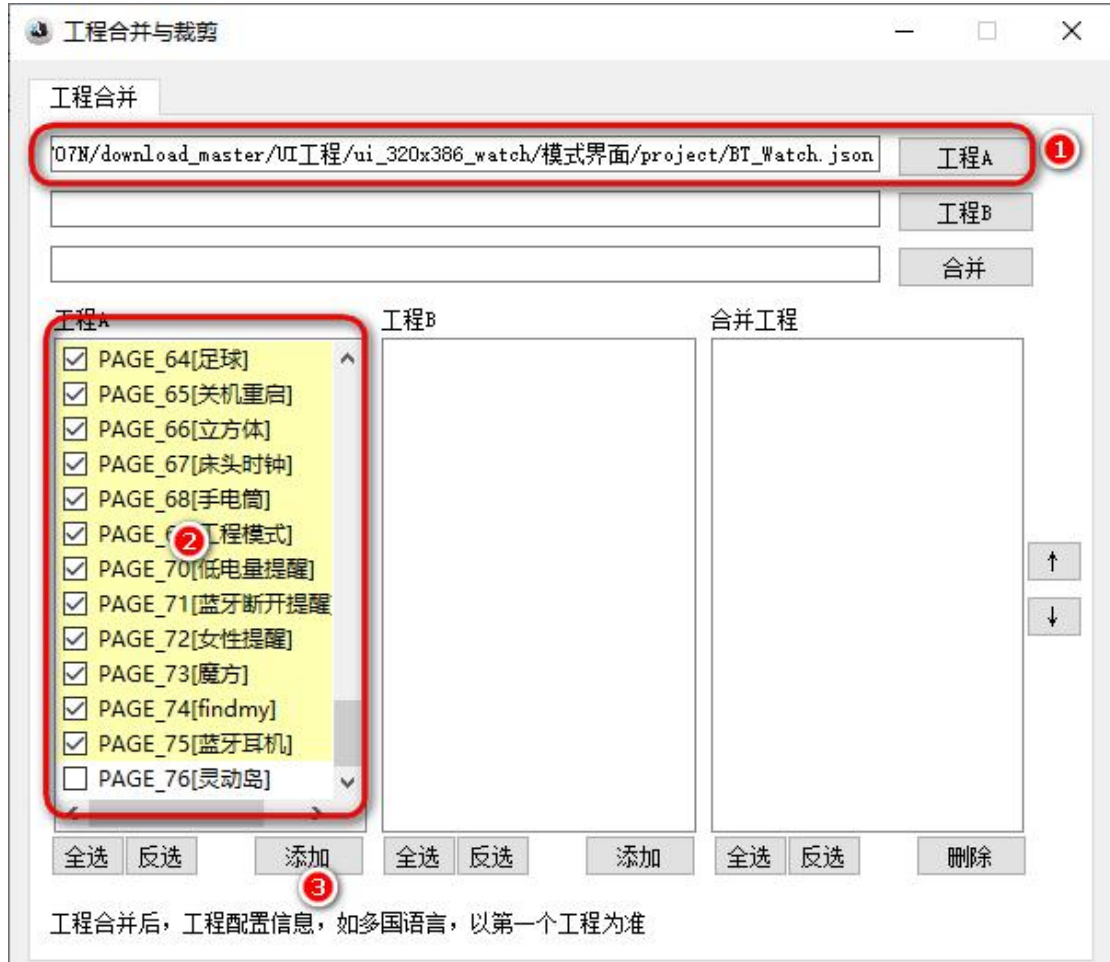 工程合并与裁剪
工程合并
07N/download_master/UI工程/ui_320x386_watch/模式界面/project/BT_Watch.json 工程A 1
工程B
合并
工程A 工程B 合并工程
PAGE_64[足球]
PAGE_65[关机重启]
PAGE_66[立方体]
PAGE_67[床头时钟]
PAGE_68[手电筒]
PAGE_6 2 工程模式]
PAGE_70[低电量提醒]
PAGE_71[蓝牙断开提醒
PAGE_72[女性提醒]
PAGE_73[魔方]
PAGE_74[findmy]
PAGE_75[蓝牙耳机]
PAGE_76[灵动岛]
↑
↓
全选 反选 添加 全选 反选 添加 全选 反选 删除
3
工程合并后，工程配置信息，如多国语言，以第一个工程为准